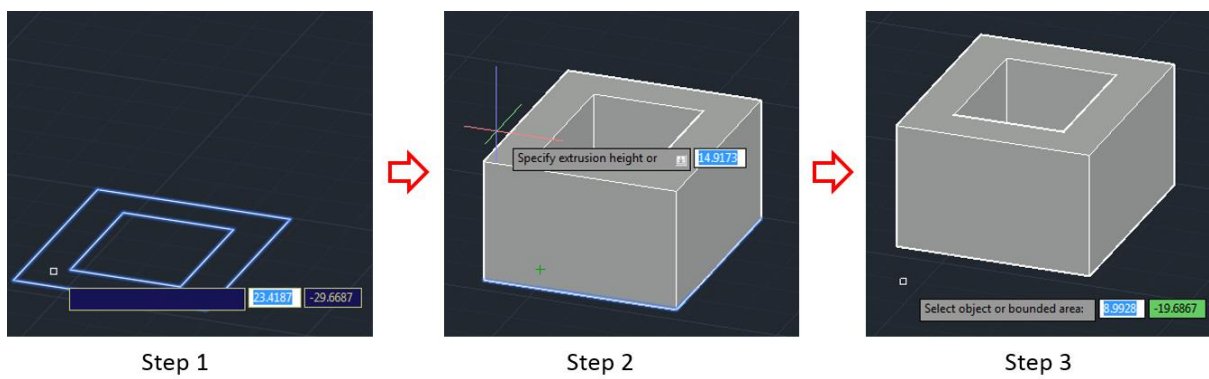 23.4187 -29.6687
Specify extrusion height or 14.9173
Select object or bounded area: 8.9928 -19.6867
Step 1 Step 2 Step 3